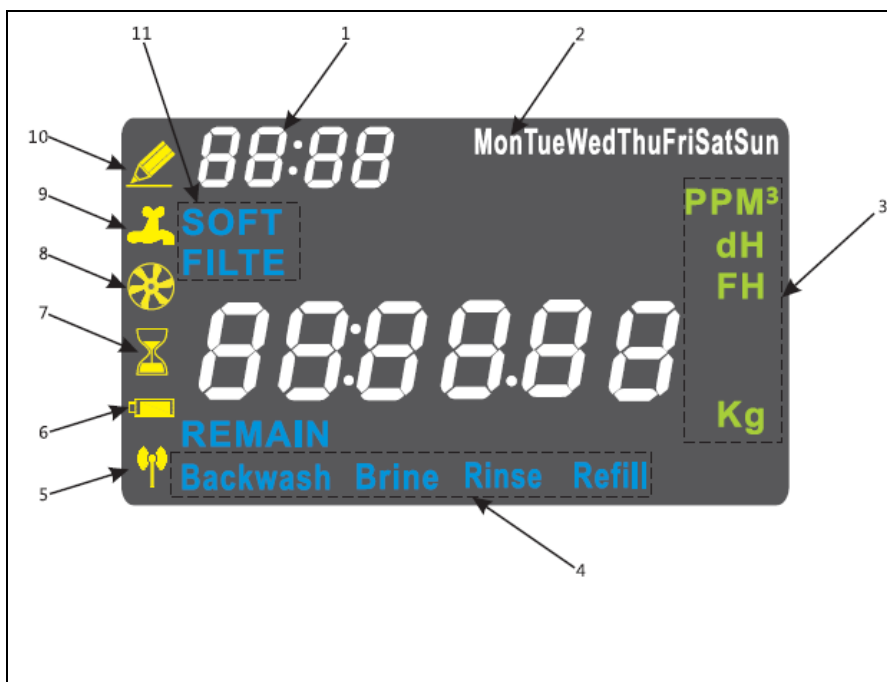 11 1 2
10
88:88
MonTueWedThuFriSatSun
9
SOFT
FILTE
PPM³
dH
FH
3
8
7
88:88.88
6
REMAIN
Kg
5
Backwash Brine Rinse Refill
4